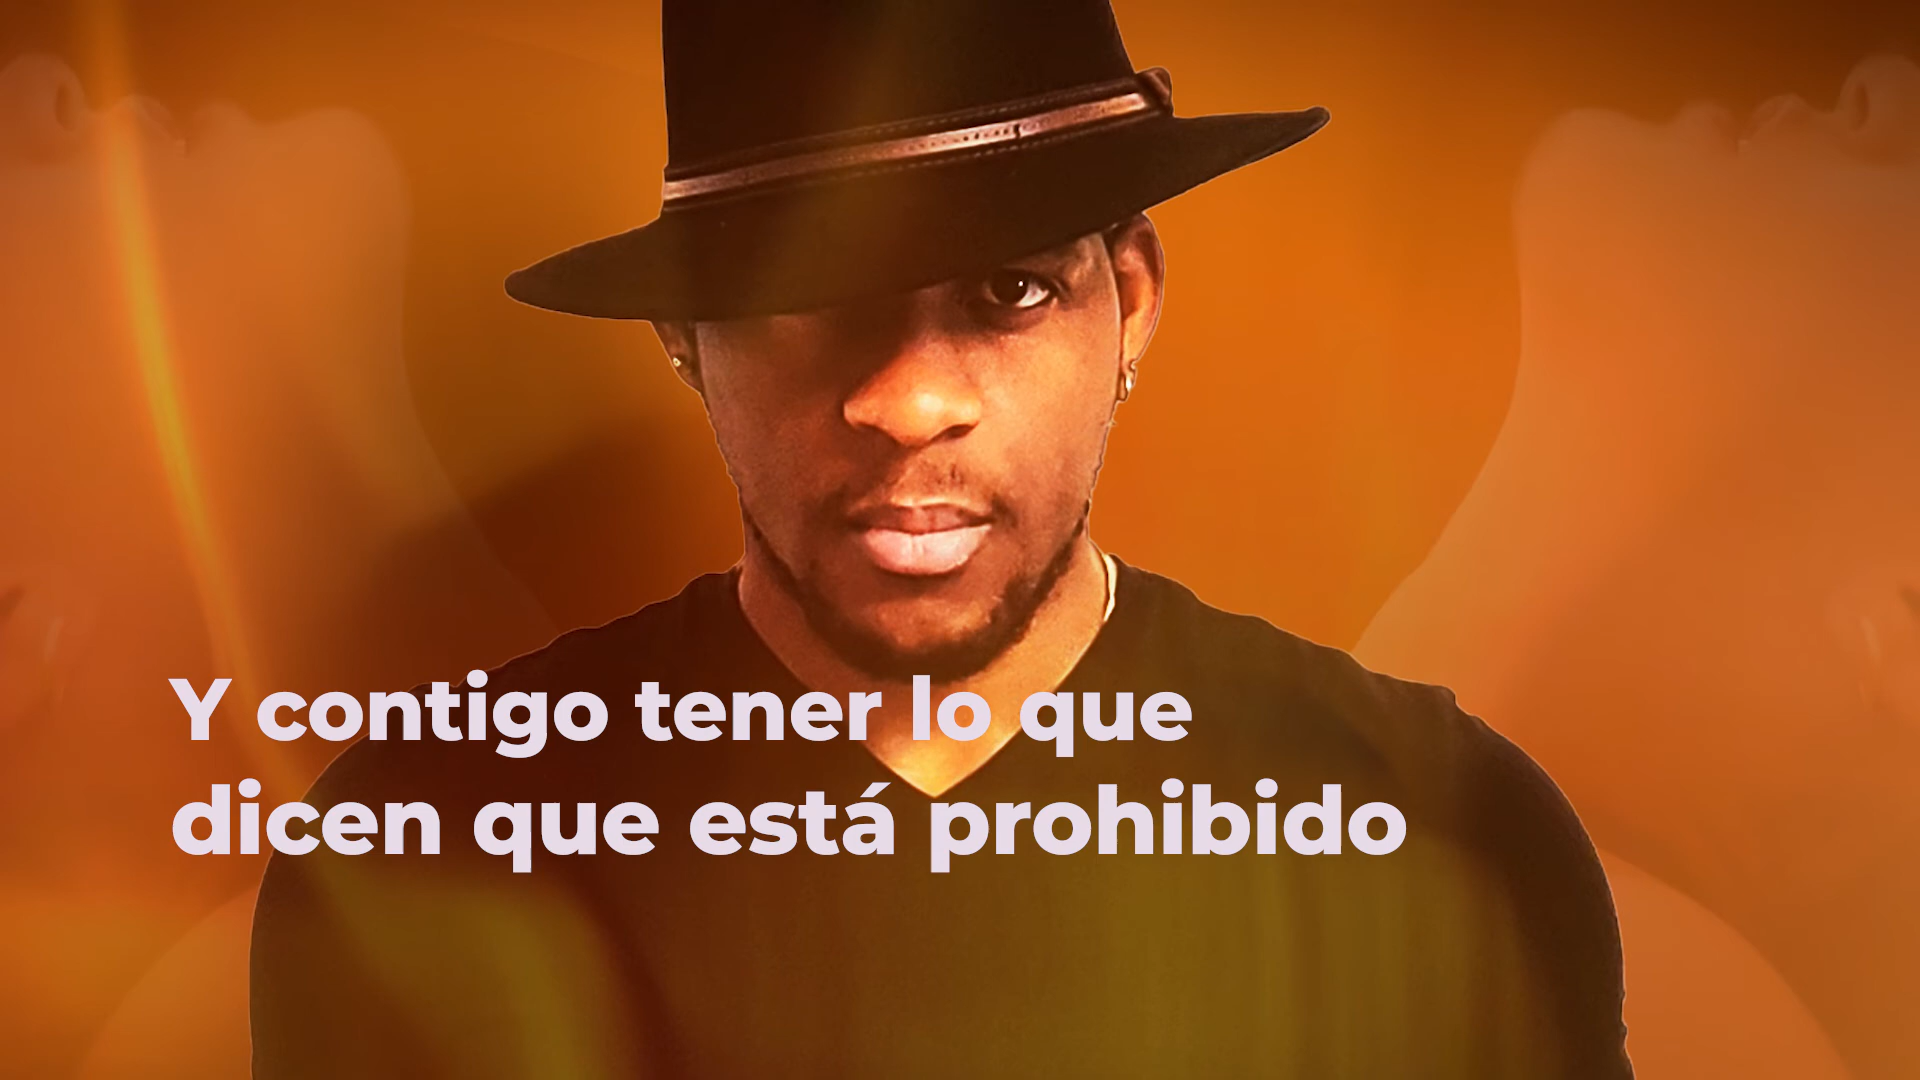 Y contigo tener lo que
dicen que está prohibido